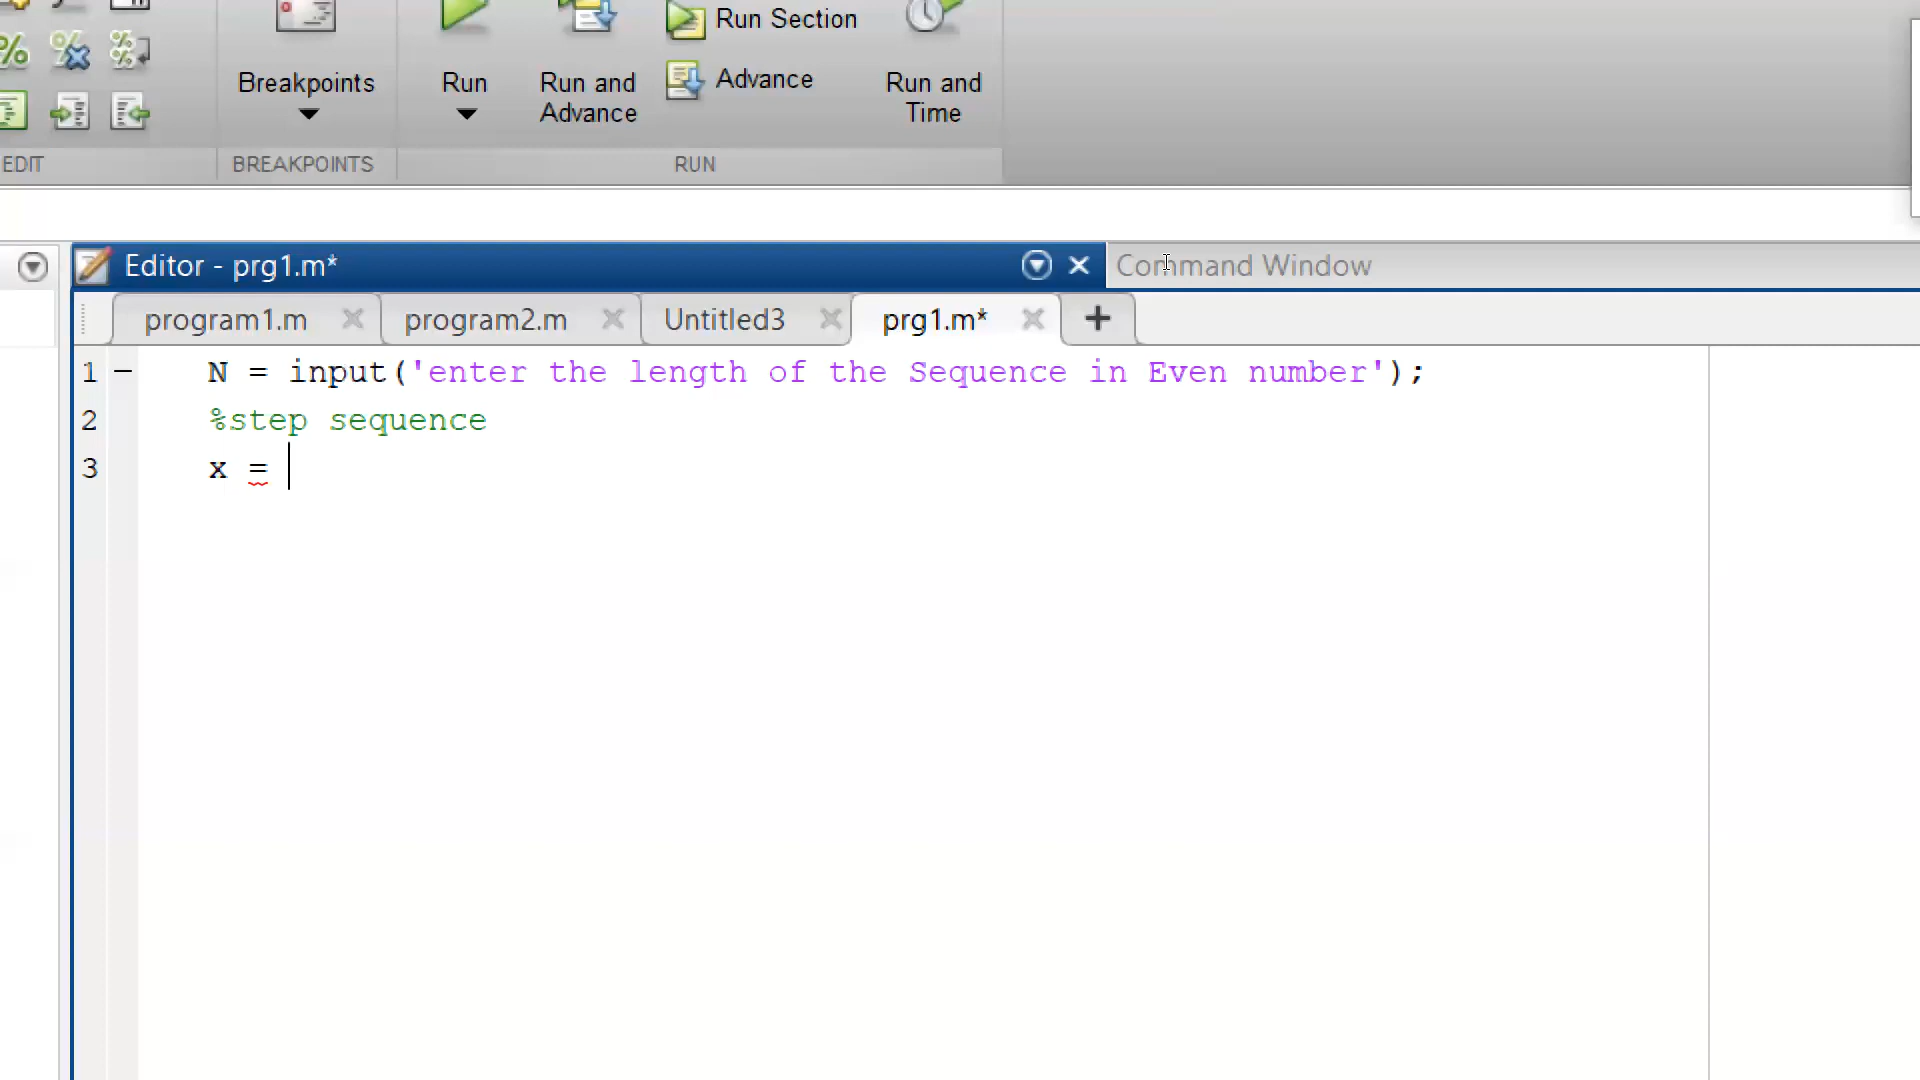 Run Section
Breakpoints
Run
Run and Advance
Advance
Run and Time
EDIT
BREAKPOINTS
RUN
Editor - prg1.m*
Command Window
program1.m
program2.m
Untitled3
prg1.m*
1 N = input('enter the length of the Sequence in Even number');
2 %step sequence
3 x =